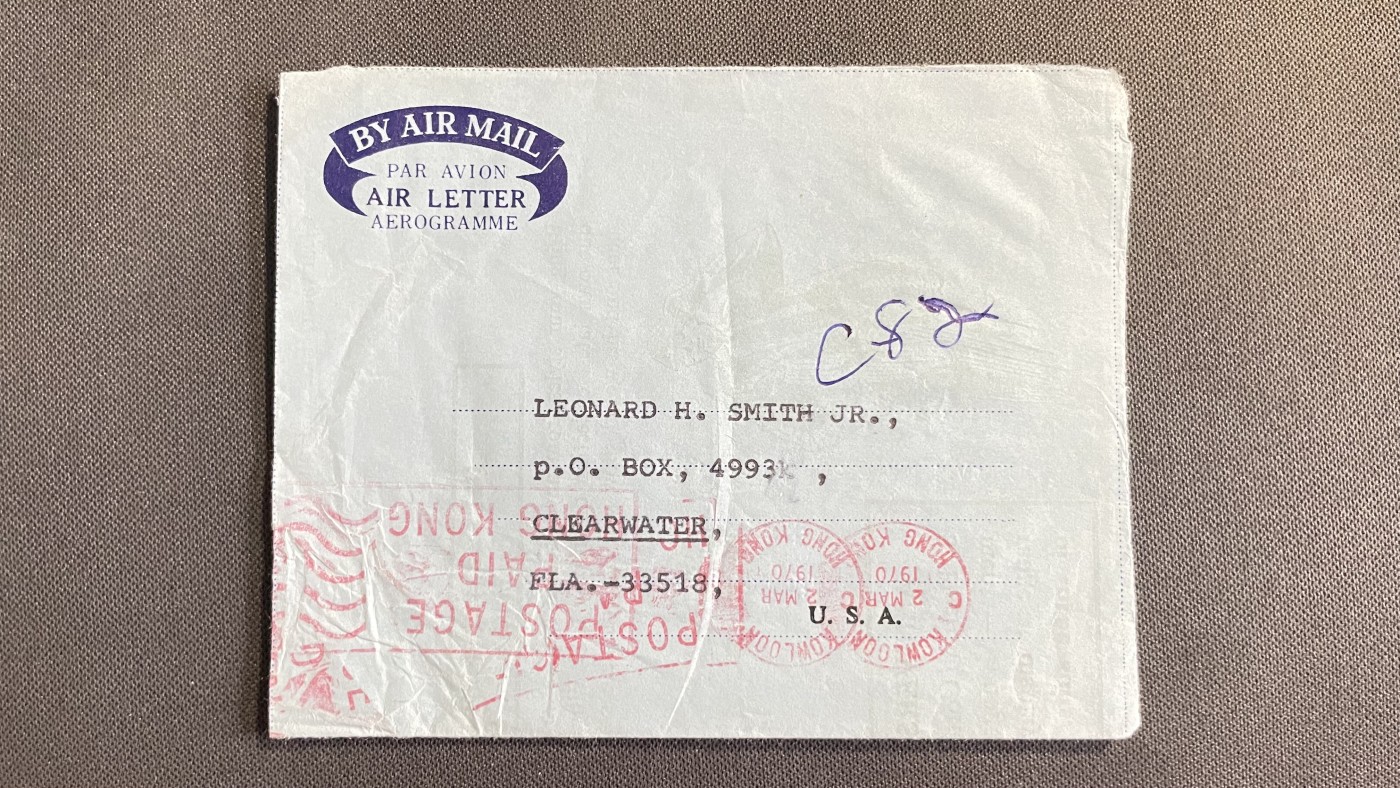 BY AIR MAIL
PAR AVION
AIR LETTER
AEROGRAMME
LEONARD H. SMITH JR.,
p.O. BOX, 4993 ,
CLEARWATER,
FLA.-33518,
U. S. A.
HONG KONG
PAID
POSTAGE
HONG KONG
1970
2 MAR
KOWLOON
HONG KONG
1970
2 MAR
C
KOWLOON